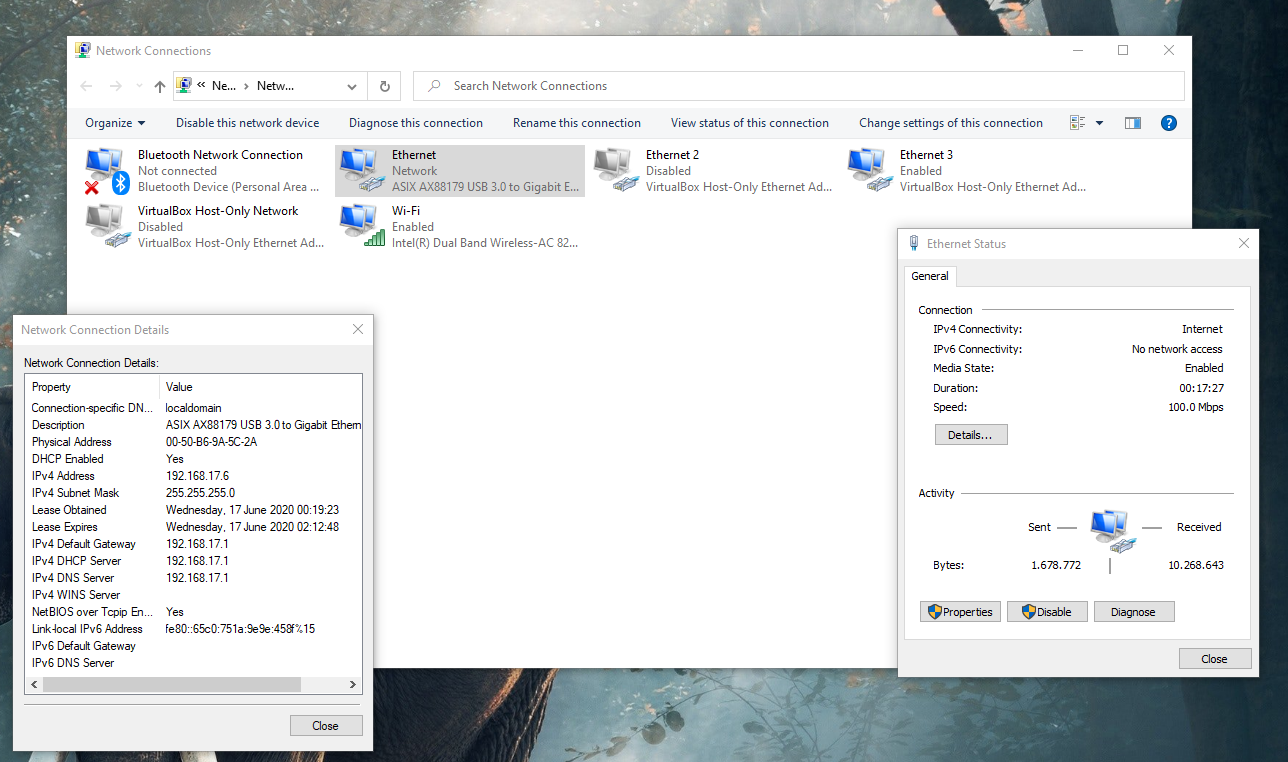 Network Connections
« Ne... › Netw...
Search Network Connections
Organize
Disable this network device
Diagnose this connection
Rename this connection
View status of this connection
Change settings of this connection
Bluetooth Network Connection
Not connected
Bluetooth Device (Personal Area ...
Ethernet
Network
ASIX AX88179 USB 3.0 to Gigabit E...
Ethernet 2
Disabled
VirtualBox Host-Only Ethernet Ad...
Ethernet 3
Enabled
VirtualBox Host-Only Ethernet Ad...
VirtualBox Host-Only Network
Disabled
VirtualBox Host-Only Ethernet Ad...
Wi-Fi
Enabled
Intel(R) Dual Band Wireless-AC 82...
Network Connection Details
Network Connection Details:
Property Value
Connection-specific DN... localdomain
Description ASIX AX88179 USB 3.0 to Gigabit Ethern
Physical Address 00-50-B6-9A-5C-2A
DHCP Enabled Yes
IPv4 Address 192.168.17.6
IPv4 Subnet Mask 255.255.255.0
Lease Obtained Wednesday, 17 June 2020 00:19:23
Lease Expires Wednesday, 17 June 2020 02:12:48
IPv4 Default Gateway 192.168.17.1
IPv4 DHCP Server 192.168.17.1
IPv4 DNS Server 192.168.17.1
IPv4 WINS Server
NetBIOS over Tcpip En... Yes
Link-local IPv6 Address fe80::65c0:751a:9e9e:458f%15
IPv6 Default Gateway
IPv6 DNS Server
Close
Ethernet Status
General
Connection
IPv4 Connectivity: Internet
IPv6 Connectivity: No network access
Media State: Enabled
Duration: 00:17:27
Speed: 100.0 Mbps
Details...
Activity
Sent Received
Bytes: 1.678.772 10.268.643
Properties
Disable
Diagnose
Close